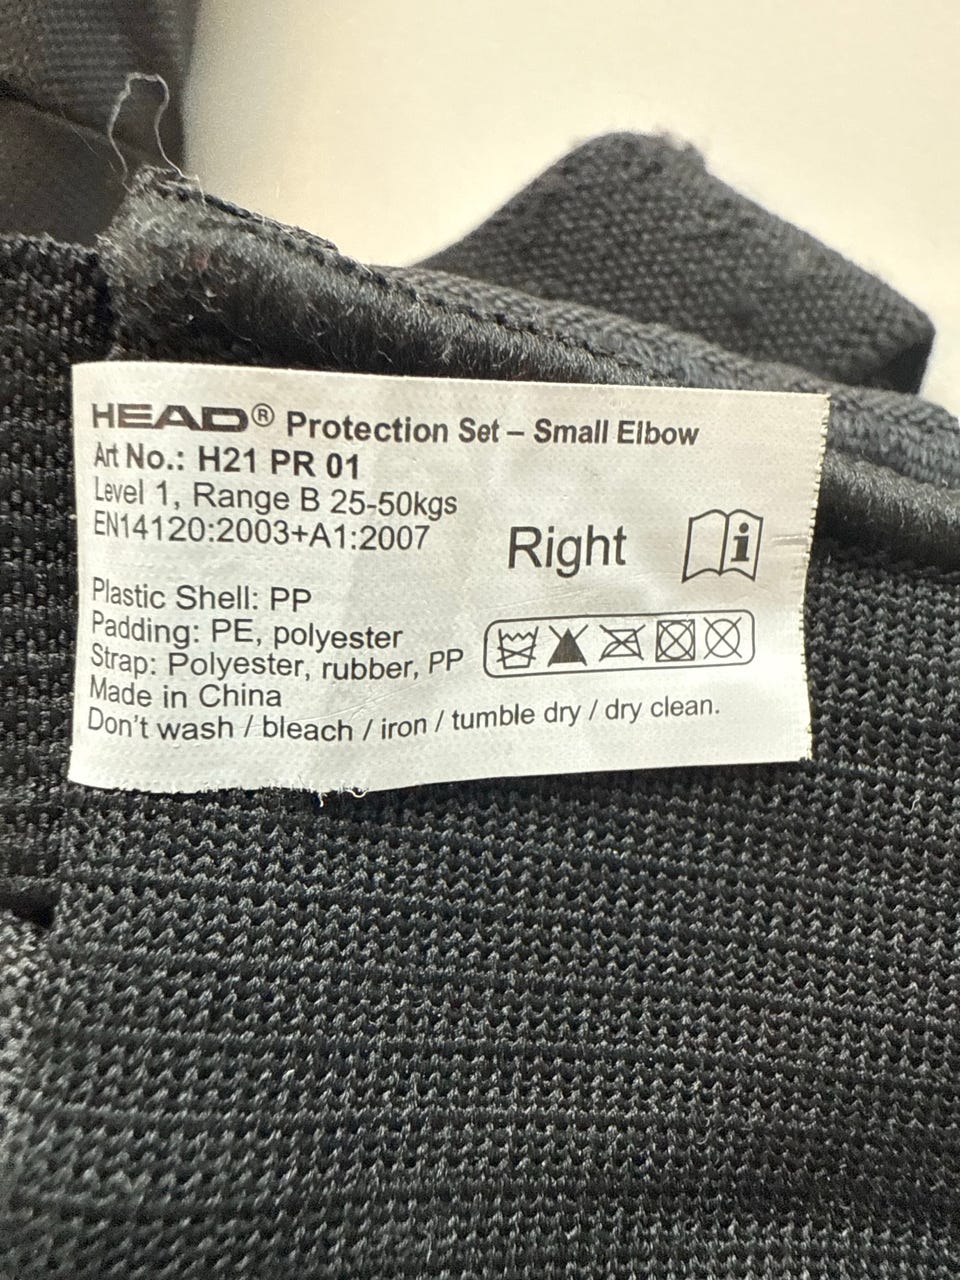 HEAD® Protection Set – Small Elbow
Art No.: H21 PR 01
Level 1, Range B 25-50kgs
EN14120:2003+A1:2007
Right
Plastic Shell: PP
Padding: PE, polyester
Strap: Polyester, rubber, PP
Made in China
Don't wash / bleach / iron / tumble dry / dry clean.